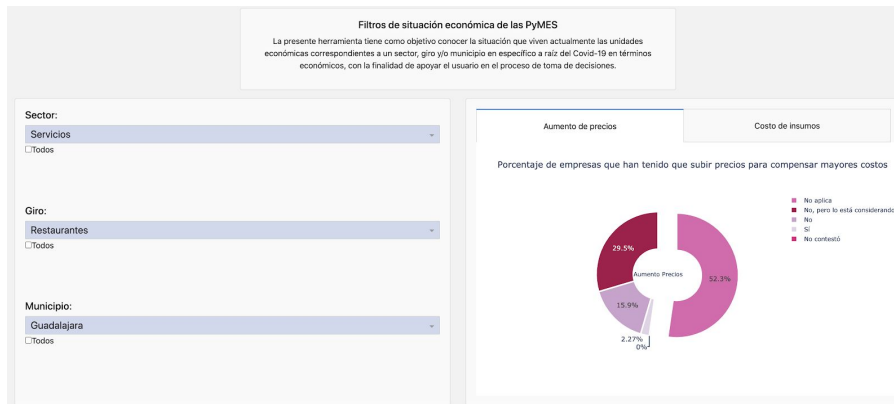 Filtros de situación económica de las PyMES
La presente herramienta tiene como objetivo conocer la situación que viven actualmente las unidades
económicas correspondientes a un sector, giro y/o municipio en específico a raíz del Covid-19 en términos
económicos, con la finalidad de apoyar el usuario en el proceso de toma de decisiones.
Sector:
Servicios
Todos
Giro:
Restaurantes
Todos
Municipio:
Guadalajara
Todos
Aumento de precios
Costo de insumos
Porcentaje de empresas que han tenido que subir precios para compensar mayores costos
No aplica
No, pero lo está considerando
No
Sí
No contestó
29.5%
Aumento Precios
52.3%
15.9%
2.27%
0%